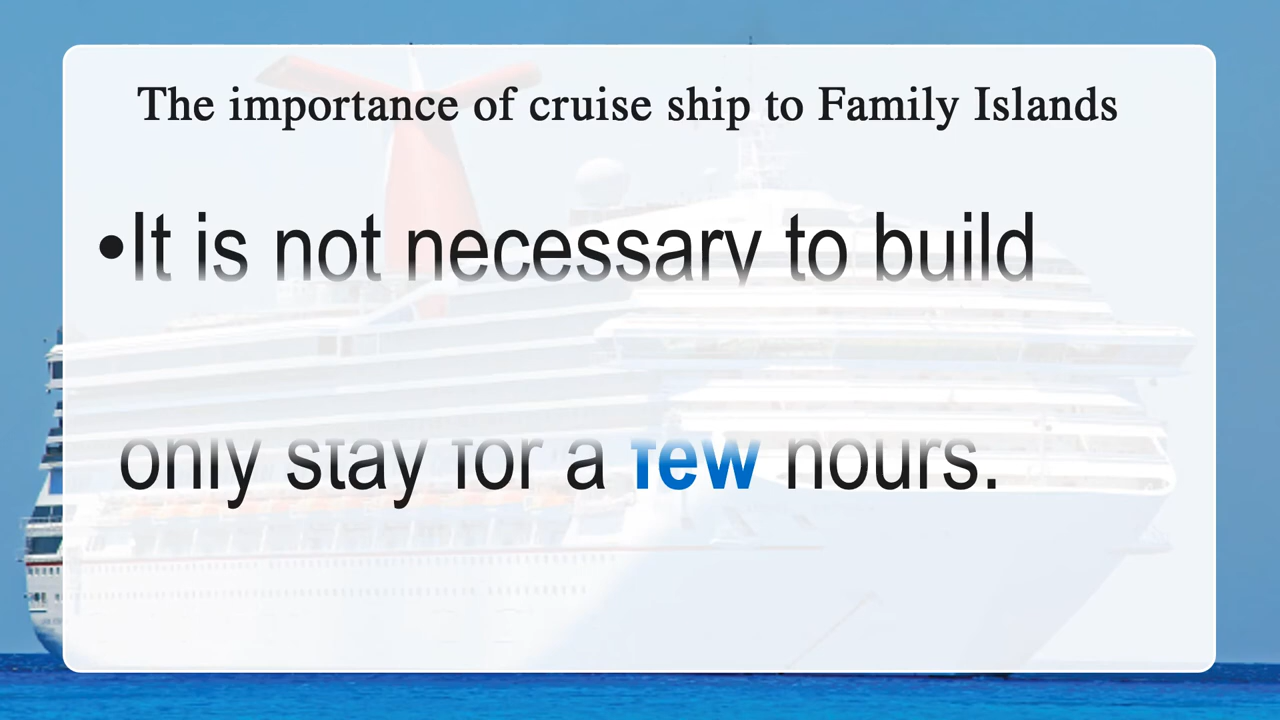 The importance of cruise ship to Family Islands
•It is not necessary to build
only stay for a few hours.